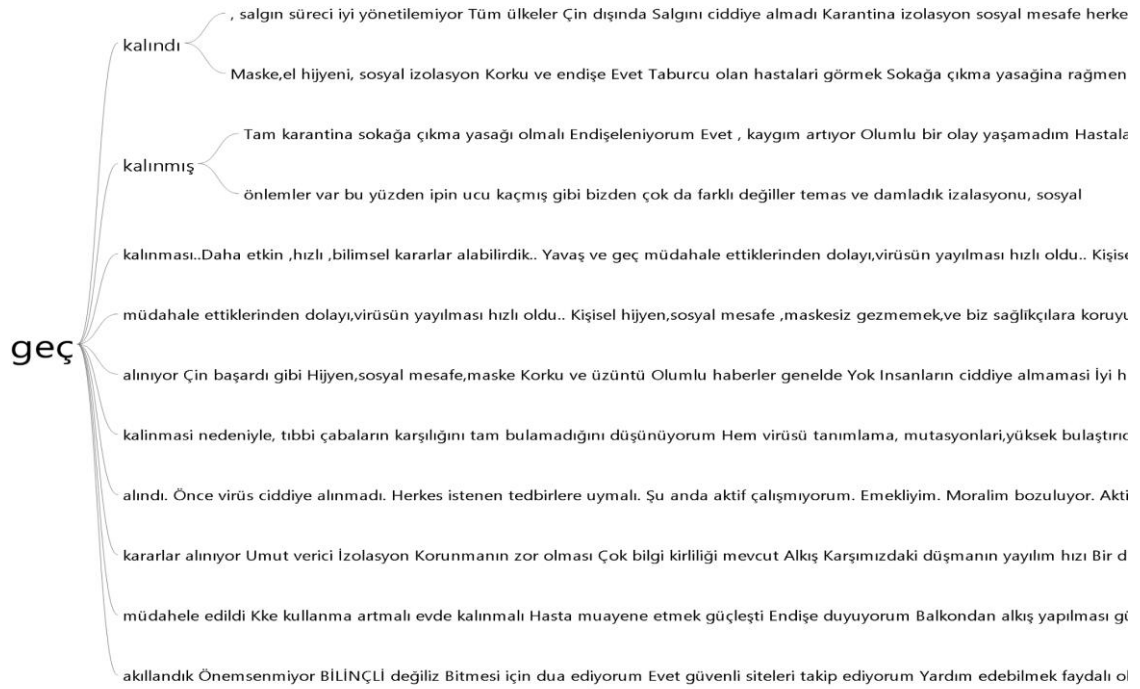 , salgın süreci iyi yönetilemiyor Tüm ülkeler Çin dışında Salgını ciddiye almadı Karantina izolasyon sosyal mesafe herke
kalındı
Maske,el hijyeni, sosyal izolasyon Korku ve endişe Evet Taburcu olan hastalari görmek Sokağa çıkma yasağina rağmen
Tam karantina sokağa çıkma yasağı olmalı Endişeleniyorum Evet , kaygım artıyor Olumlu bir olay yaşamadım Hastala
kalınmış
önlemler var bu yüzden ipin ucu kaçmış gibi bizden çok da farklı değiller temas ve damladık izalasyonu, sosyal
kalınması..Daha etkin ,hızlı ,bilimsel kararlar alabilirdik.. Yavaş ve geç müdahale ettiklerinden dolayı,virüsün yayılması hızlı oldu.. Kişise
müdahale ettiklerinden dolayı,virüsün yayılması hızlı oldu.. Kişisel hijyen,sosyal mesafe ,maskesiz gezmemek,ve biz sağlıkçılara koruyu
geç
alınıyor Çin başardı gibi Hijyen,sosyal mesafe,maske Korku ve üzüntü Olumlu haberler genelde Yok Insanların ciddiye almamasi İyi h
kalinmasi nedeniyle, tıbbi çabaların karşılığını tam bulamadığını düşünüyorum Hem virüsü tanımlama, mutasyonlari,yüksek bulaştırıc
alındı. Önce virüs ciddiye alınmadı. Herkes istenen tedbirlere uymalı. Şu anda aktif çalışmıyorum. Emekliyim. Moralim bozuluyor. Akti
kararlar alınıyor Umut verici İzolasyon Korunmanın zor olması Çok bilgi kirliliği mevcut Alkış Karşımızdaki düşmanın yayılım hızı Bir d
müdahele edildi Kke kullanma artmalı evde kalınmalı Hasta muayene etmek güçleşti Endişe duyuyorum Balkondan alkış yapılması gü
akıllandık Önemsenmiyor BİLİNÇLİ değiliz Bitmesi için dua ediyorum Evet güvenli siteleri takip ediyorum Yardım edebilmek faydalı ol